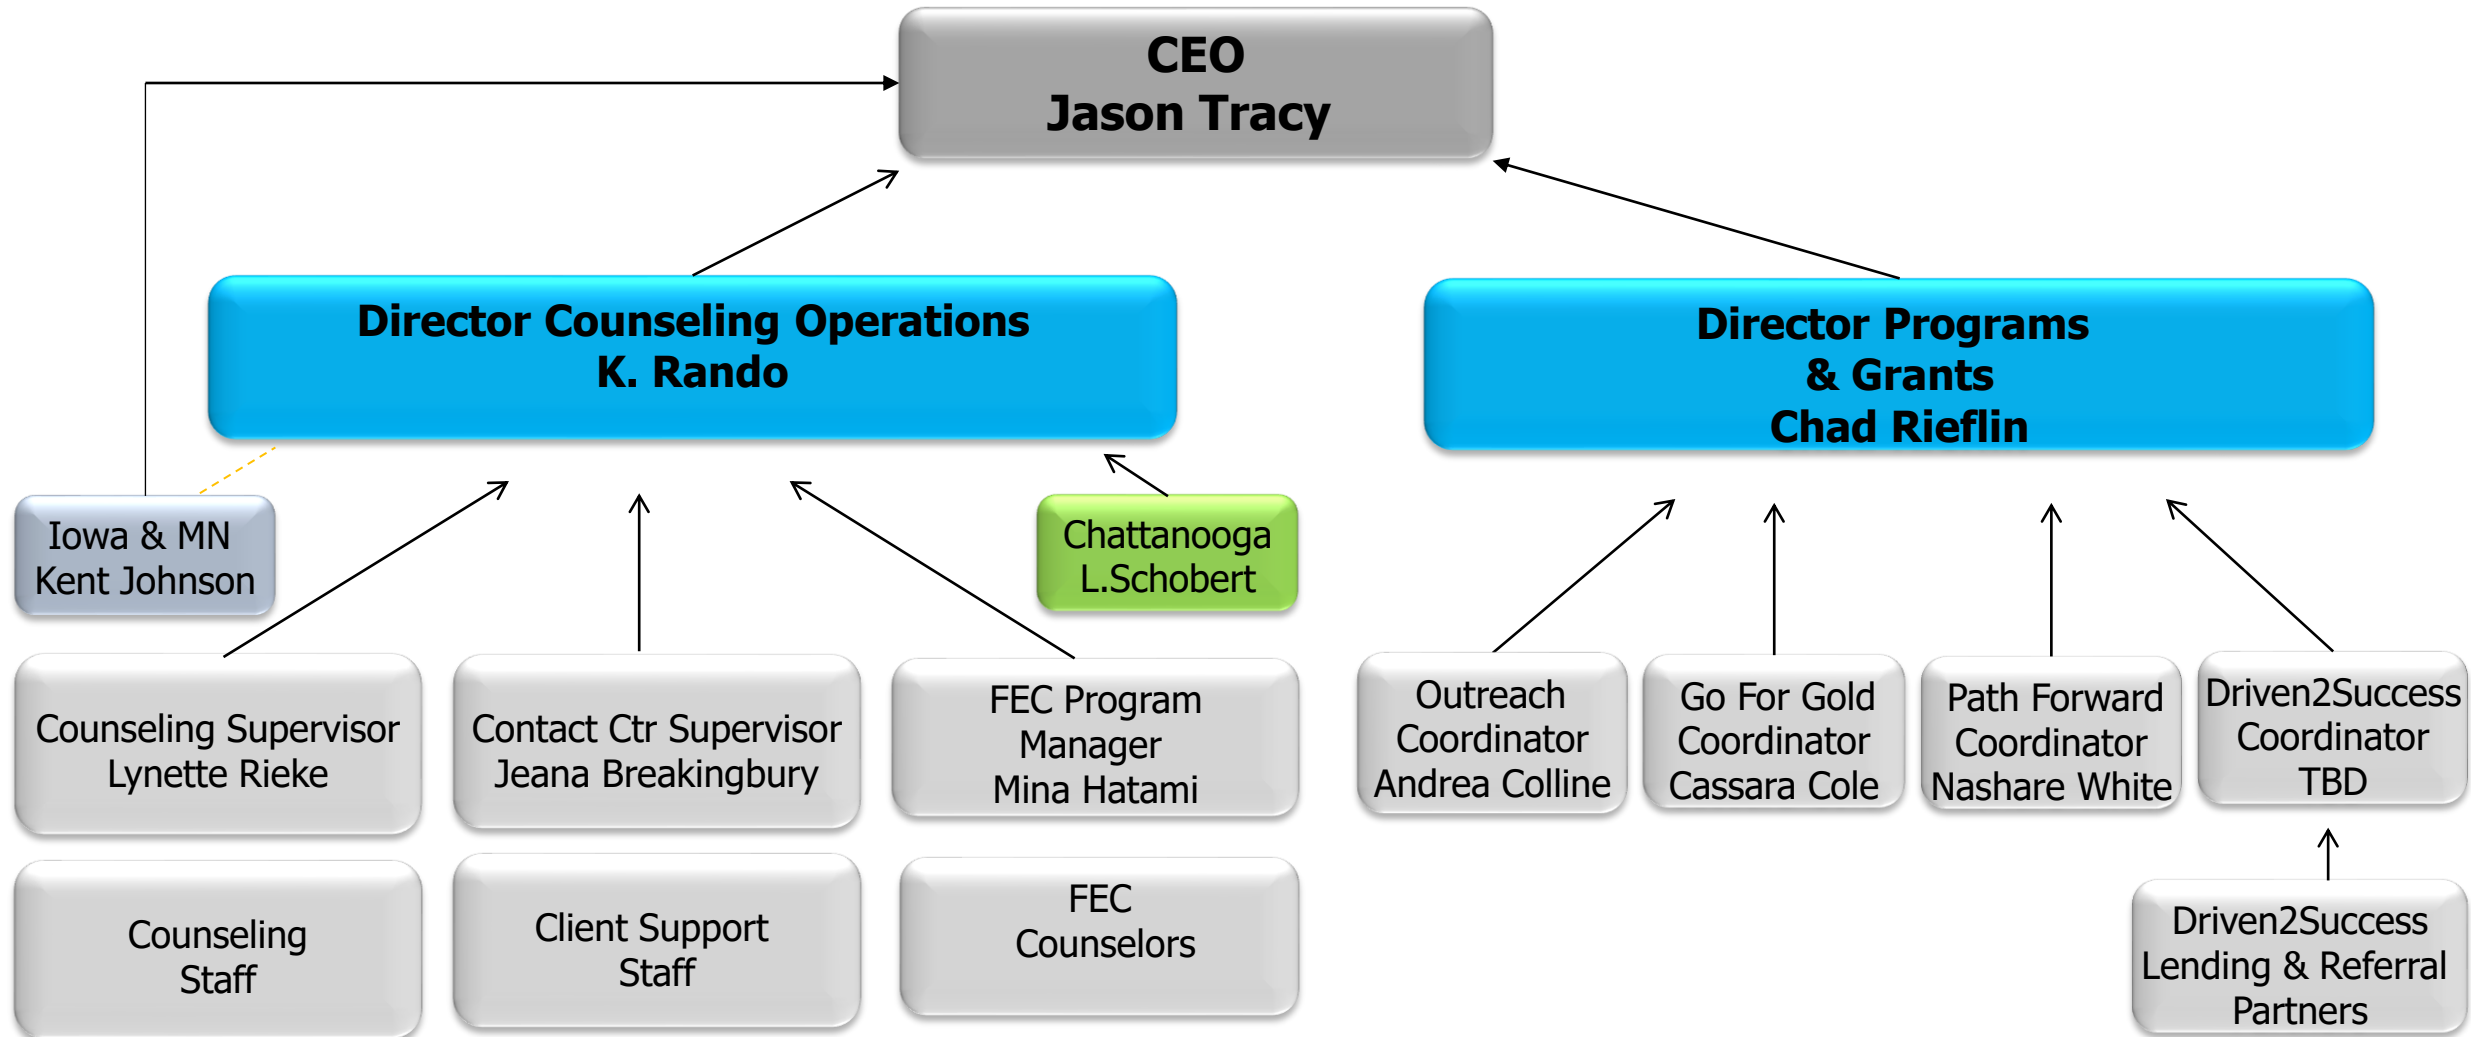 CEO
Jason Tracy
Director Counseling Operations
K. Rando
Director Programs
& Grants
Chad Rieflin
Iowa & MN
Kent Johnson
Chattanooga
L.Schobert
Counseling Supervisor
Lynette Rieke
Contact Ctr Supervisor
Jeana Breakingbury
FEC Program
Manager
Mina Hatami
Outreach
Coordinator
Andrea Colline
Go For Gold
Coordinator
Cassara Cole
Path Forward
Coordinator
Nashare White
Driven2Success
Coordinator
TBD
Counseling
Staff
Client Support
Staff
FEC
Counselors
Driven2Success
Lending & Referral
Partners